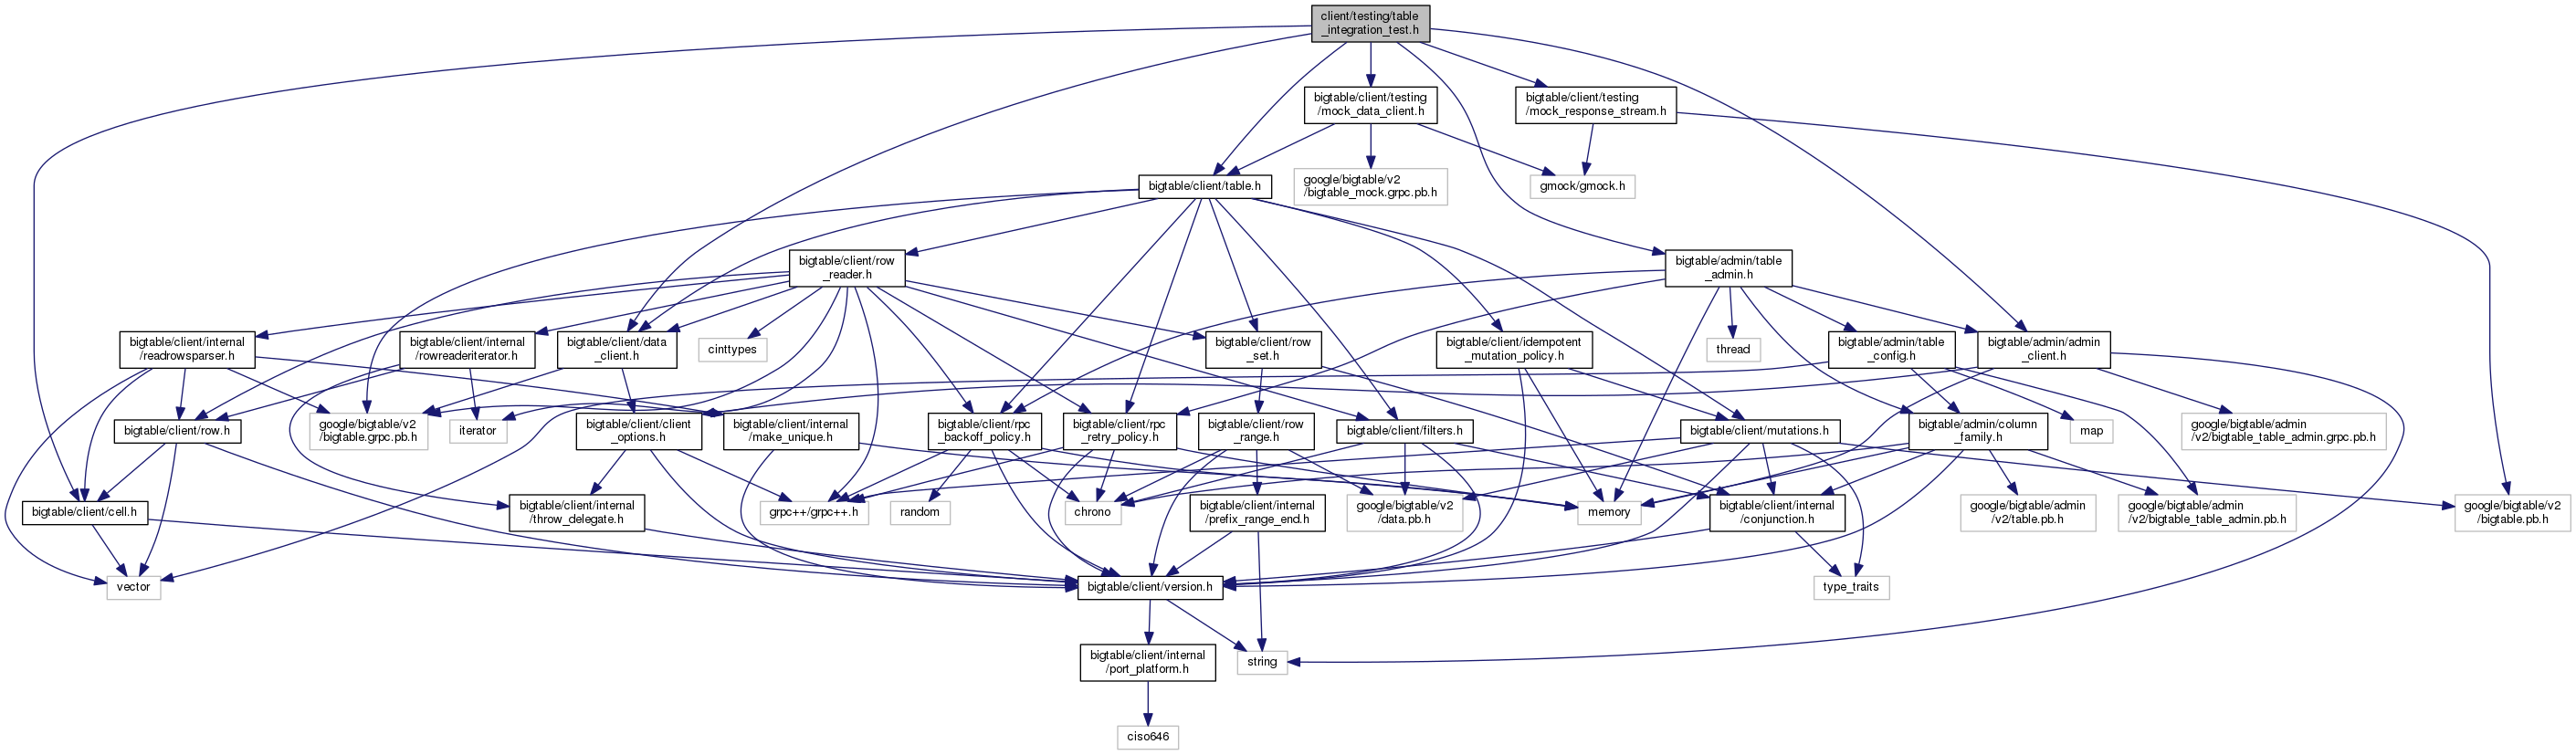 client/testing/table
_integration_test.h
bigtable/client/testing
/mock_data_client.h
bigtable/client/testing
/mock_response_stream.h
bigtable/client/table.h
google/bigtable/v2
/bigtable_mock.grpc.pb.h
gmock/gmock.h
bigtable/client/row
_reader.h
bigtable/admin/table
_admin.h
bigtable/client/internal
/readrowsparser.h
bigtable/client/internal
/rowreaderiterator.h
bigtable/client/data
_client.h
cinttypes
bigtable/client/row
_set.h
bigtable/client/idempotent
_mutation_policy.h
thread
bigtable/admin/table
_config.h
bigtable/admin/admin
_client.h
bigtable/client/row.h
google/bigtable/v2
/bigtable.grpc.pb.h
iterator
bigtable/client/client
_options.h
bigtable/client/internal
/make_unique.h
bigtable/client/rpc
_backoff_policy.h
bigtable/client/rpc
_retry_policy.h
bigtable/client/row
_range.h
bigtable/client/filters.h
bigtable/client/mutations.h
bigtable/admin/column
_family.h
map
google/bigtable/admin
/v2/bigtable_table_admin.grpc.pb.h
bigtable/client/cell.h
bigtable/client/internal
/throw_delegate.h
grpc++/grpc++.h
random
chrono
bigtable/client/internal
/prefix_range_end.h
google/bigtable/v2
/data.pb.h
memory
bigtable/client/internal
/conjunction.h
google/bigtable/admin
/v2/table.pb.h
google/bigtable/admin
/v2/bigtable_table_admin.pb.h
google/bigtable/v2
/bigtable.pb.h
vector
bigtable/client/version.h
type_traits
bigtable/client/internal
/port_platform.h
string
ciso646